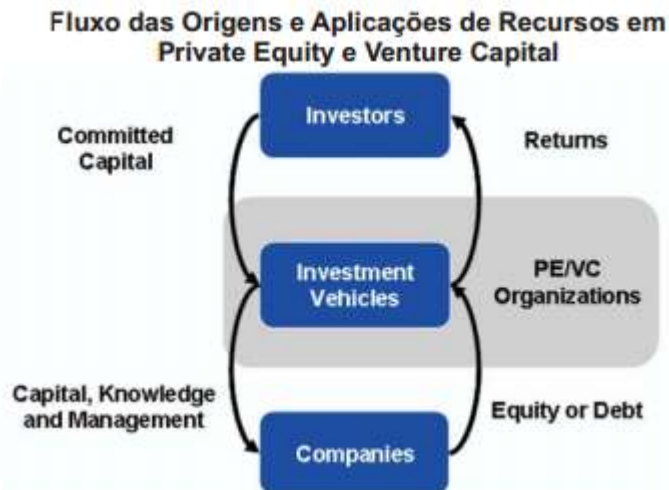 Fluxo das Origens e Aplicações de Recursos em
Private Equity e Venture Capital
Investors
Committed
Capital
Returns
Investment
Vehicles
PE/VC
Organizations
Capital, Knowledge
and Management
Equity or Debt
Companies